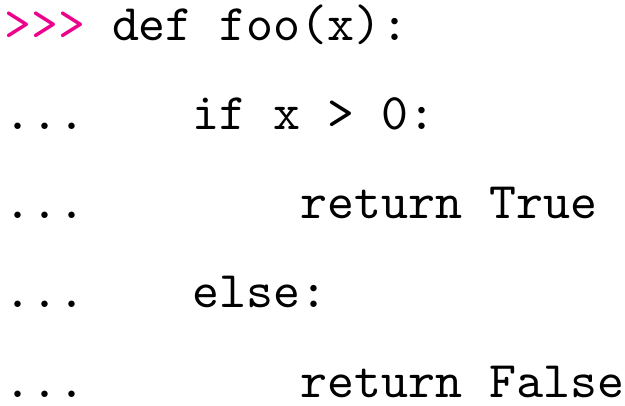 >>> def foo(x):
...    if x > 0:
...        return True
...    else:
...        return False